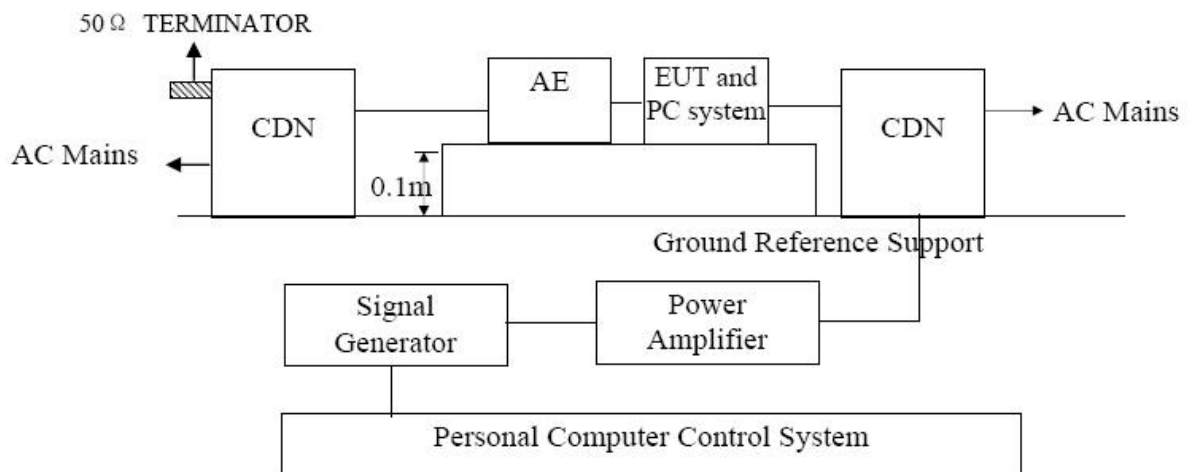 50Ω TERMINATOR
CDN
AC Mains
AE
EUT and
PC system
CDN
AC Mains
0.1m
Ground Reference Support
Signal
Generator
Power
Amplifier
Personal Computer Control System